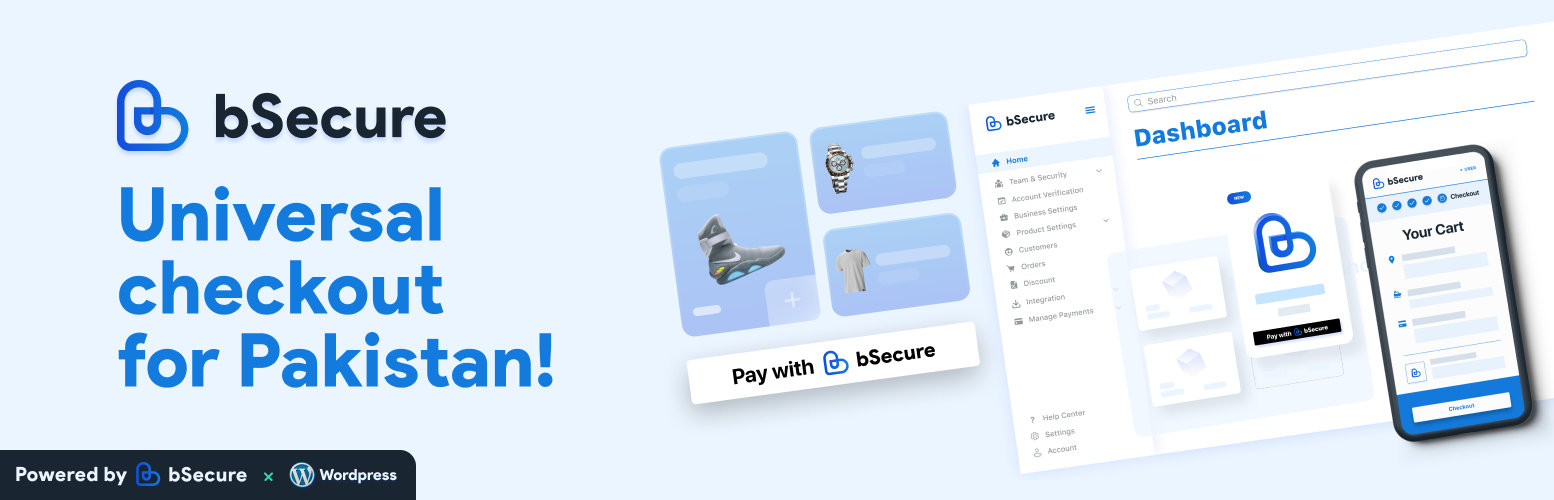 bSecure
Universal
checkout
for Pakistan!
Powered by bSecure × Wordpress
Pay with bSecure
bSecure
Home
Team & Security
Account Verification
Business Settings
Product Settings
Customers
Orders
Discount
Integration
Manage Payments
Help Center
Settings
Account
Search
Dashboard
NEW
Pay with bSecure
bSecure
Checkout
Your Cart
Checkout